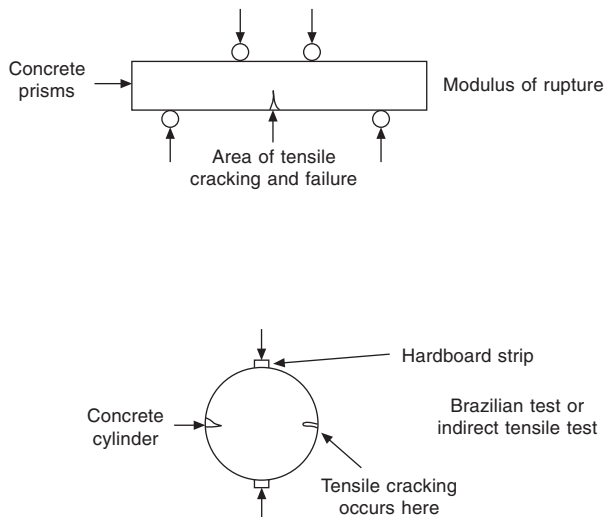 Concrete
prisms
Modulus of rupture
Area of tensile
cracking and failure
Hardboard strip
Concrete
cylinder
Brazilian test or
indirect tensile test
Tensile cracking
occurs here